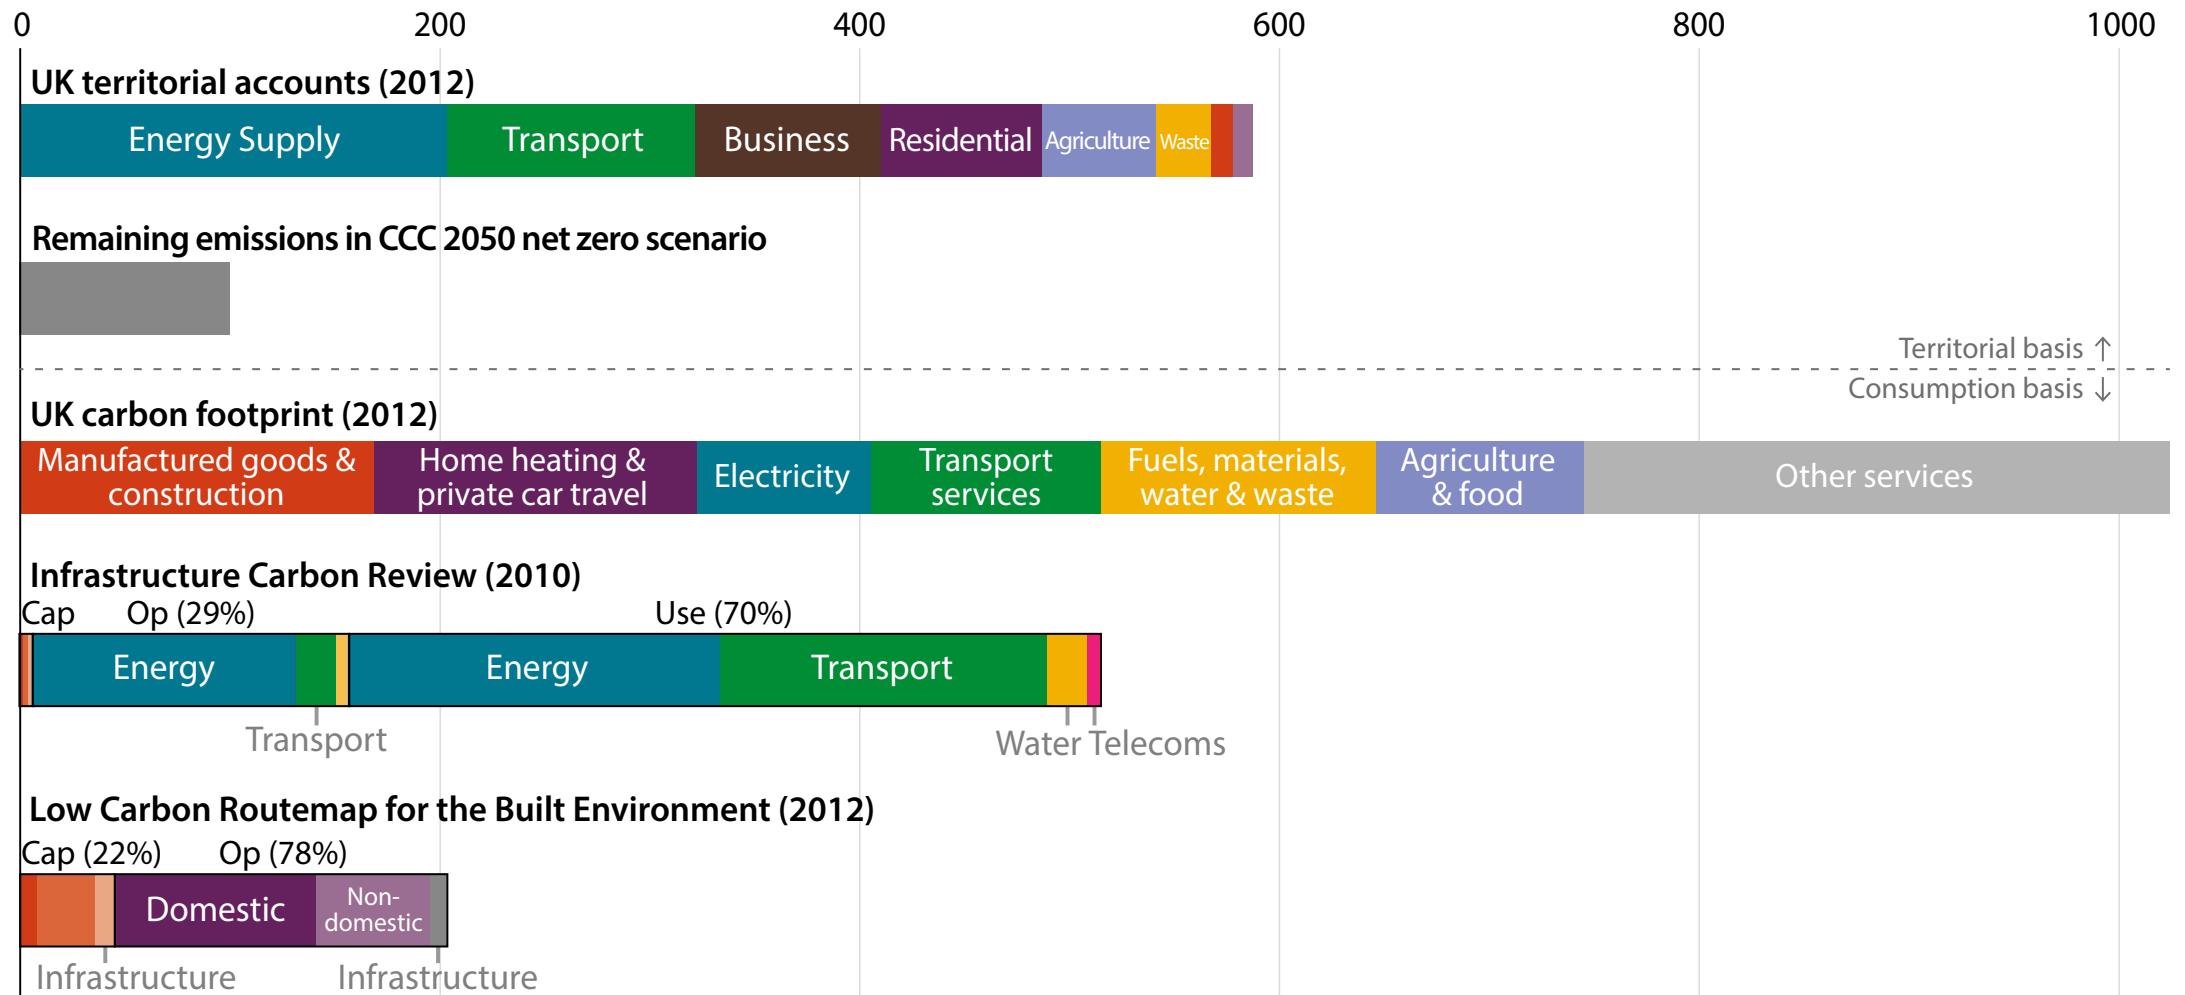 0 200 400 600 800 1000
UK territorial accounts (2012)
Energy Supply Transport Business Residential Agriculture Waste
Remaining emissions in CCC 2050 net zero scenario
Territorial basis ↑
Consumption basis ↓
UK carbon footprint (2012)
Manufactured goods &
construction
Home heating &
private car travel
Electricity
Transport
services
Fuels, materials,
water & waste
Agriculture
& food
Other services
Infrastructure Carbon Review (2010)
Cap Op (29%) Use (70%)
Energy Energy Transport
Transport Water Telecoms
Low Carbon Routemap for the Built Environment (2012)
Cap (22%) Op (78%)
Domestic
Non-
domestic
Infrastructure Infrastructure